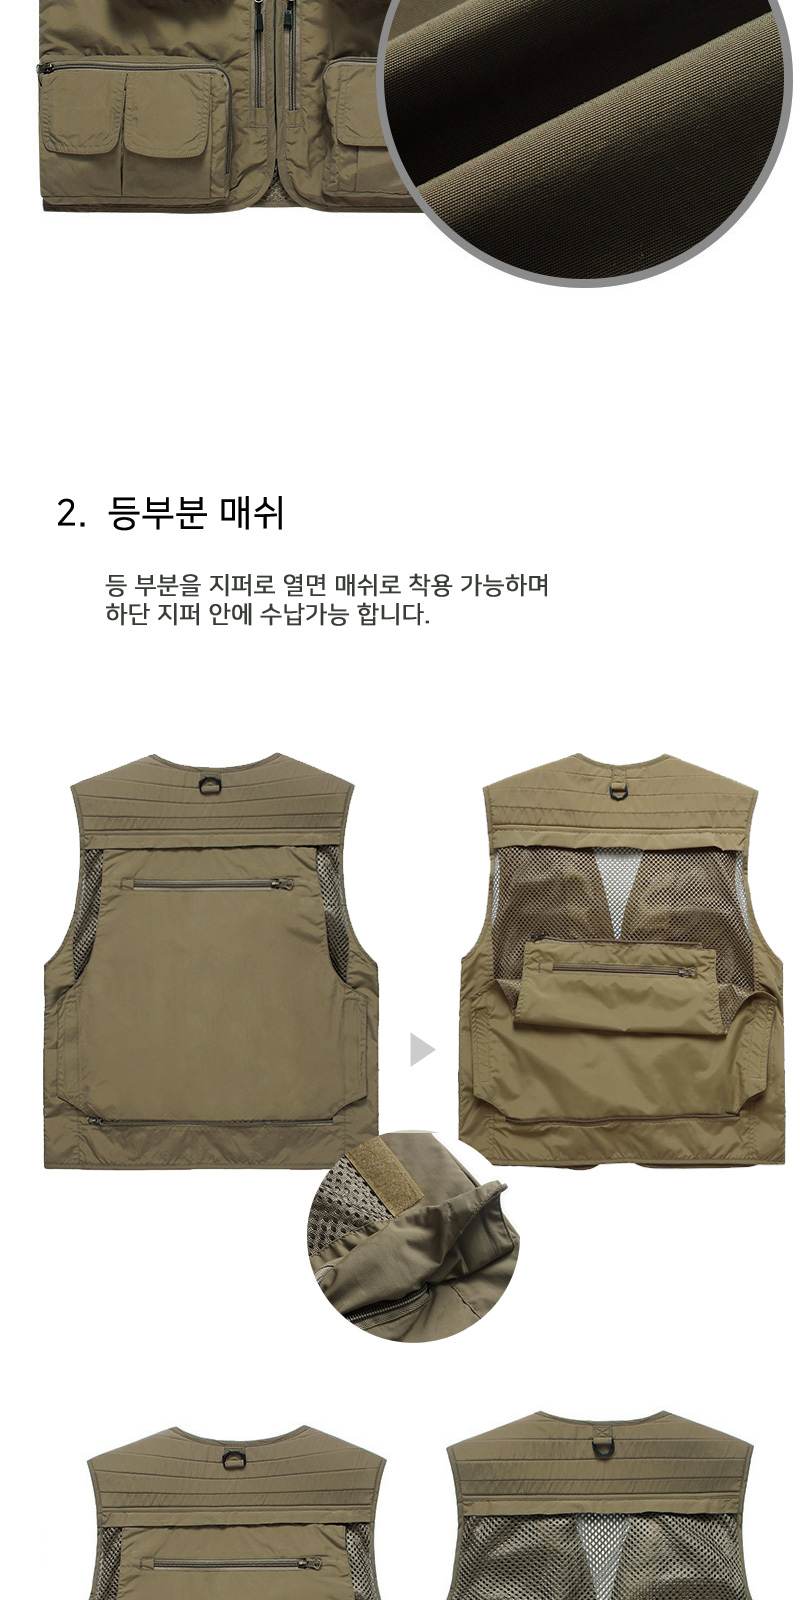 2. 등부분 매쉬
등 부분을 지퍼로 열면 매쉬로 착용 가능하며
하단 지퍼 안에 수납가능 합니다.